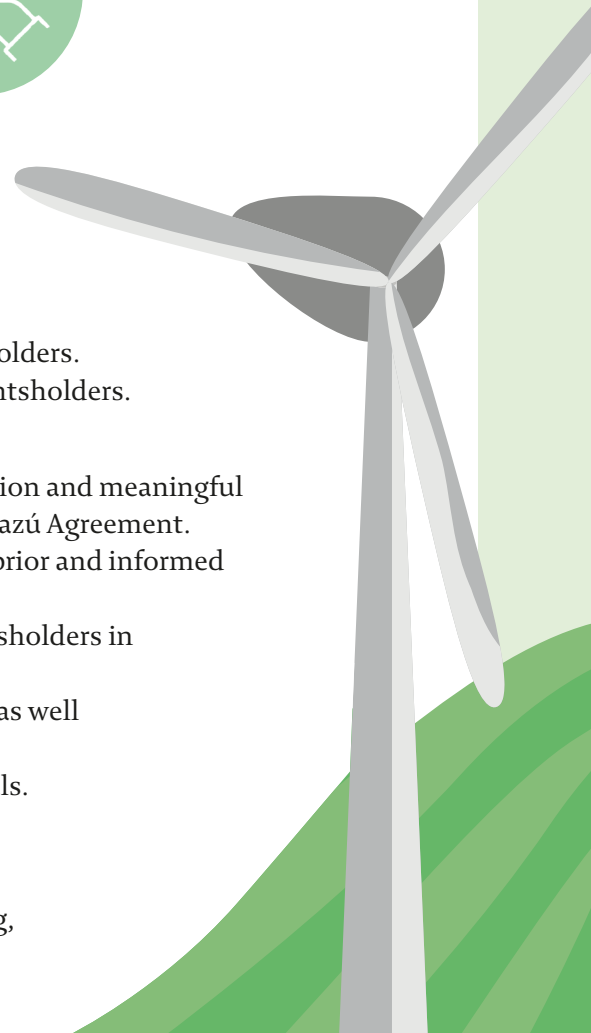 olders.
ntsholders.
ion and meaningful
azú Agreement.
prior and informed
sholders in
as well
ls.
g,